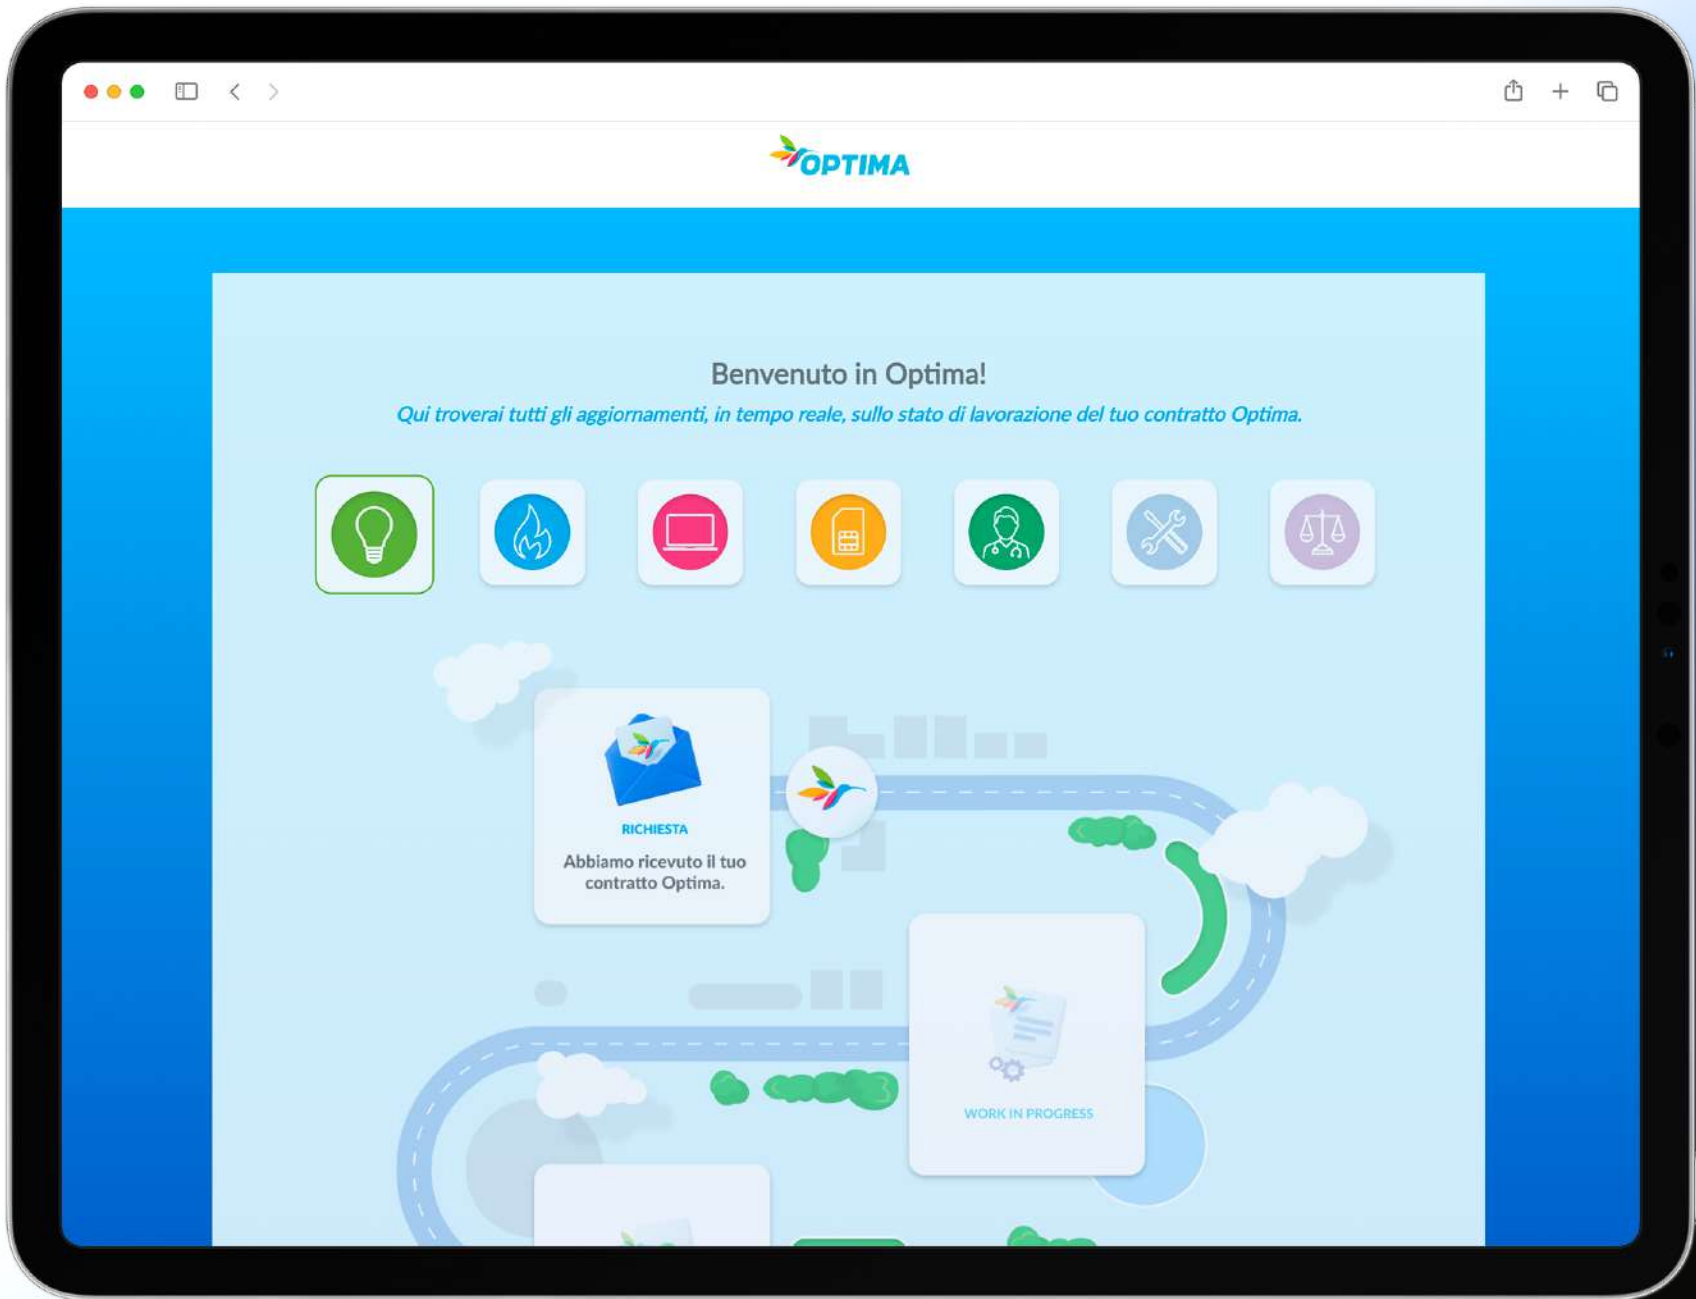 OPTIMA
Benvenuto in Optima!
Qui troverai tutti gli aggiornamenti, in tempo reale, sullo stato di lavorazione del tuo contratto Optima.
RICHIESTA
Abbiamo ricevuto il tuo
contratto Optima.
WORK IN PROGRESS